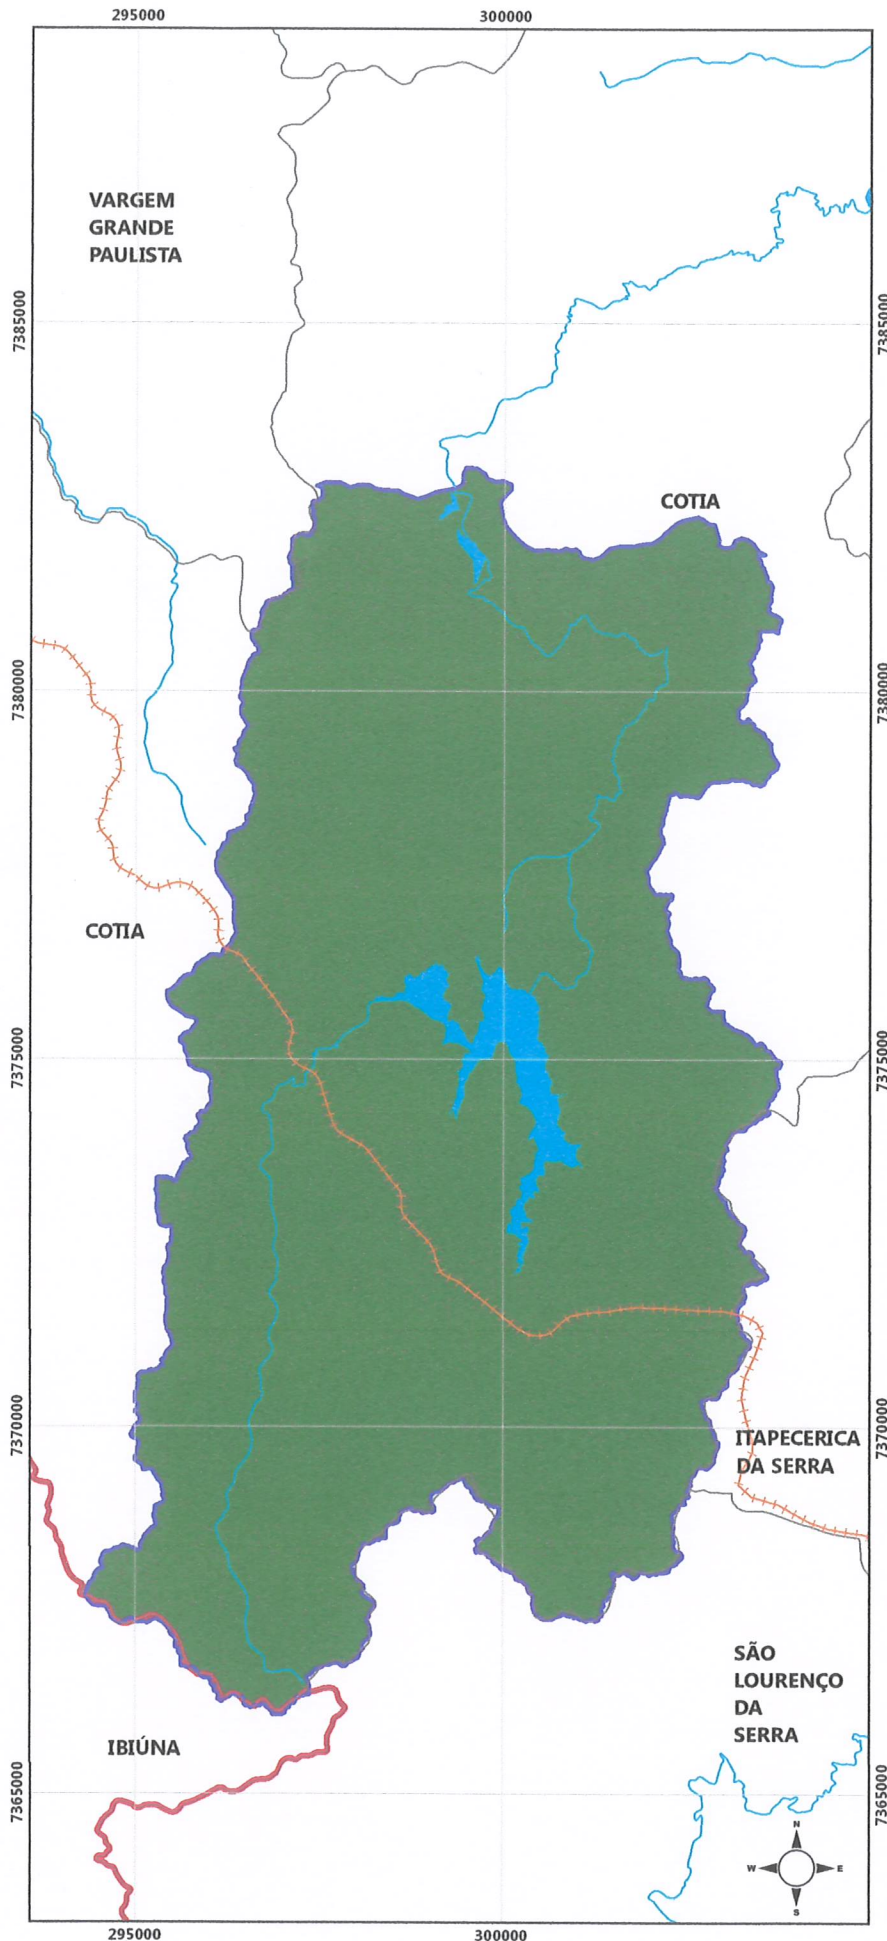 295000
300000
VARGEM
GRANDE
PAULISTA
7385000
7385000
COTIA
7380000
7380000
COTIA
7375000
7375000
7370000
7370000
ITAPECERICA
DA SERRA
SÃO
LOURENÇO
DA
SERRA
IBIÚNA
7365000
7365000
N
W
E
S
295000
300000